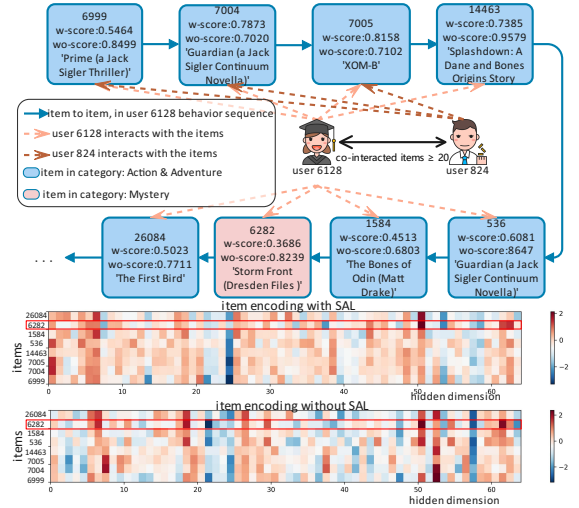 6999
w-score:0.5464
wo-score:0.8499
'Prime (a Jack
Sigler Thriller)'
7004
w-score:0.7873
wo-score:0.7020
'Guardian (a Jack
Sigler Continuum
Novella)'
7005
w-score:0.8158
wo-score:0.7102
'XOM-B'
14463
w-score:0.7385
wo-score:0.9579
'Splashdown: A
Dane and Bones
Origins Story
item to item, in user 6128 behavior sequence
user 6128 interacts with the items
user 824 interacts with the items
item in category: Action & Adventure
item in category: Mystery
co-interacted items ≥ 20
user 6128
user 824
. . .
26084
w-score:0.5023
wo-score:0.7711
'The First Bird'
6282
w-score:0.3686
wo-score:0.8239
'Storm Front
(Dresden Files )'
1584
w-score:0.4513
wo-score:0.6803
'The Bones of
Odin (Matt
Drake)'
536
w-score:0.6081
wo-score:8647
'Guardian (a Jack
Sigler Continuum
Novella)'
item encoding with SAL
items
26084
6282
1584
536
14463
7005
7004
6999
0 10 20 30 40 50 60
hidden dimension
2
0
−2
item encoding without SAL
items
26084
6282
1584
536
14463
7005
7004
6999
0 10 20 30 40 50 60
hidden dimension
2
0
−2